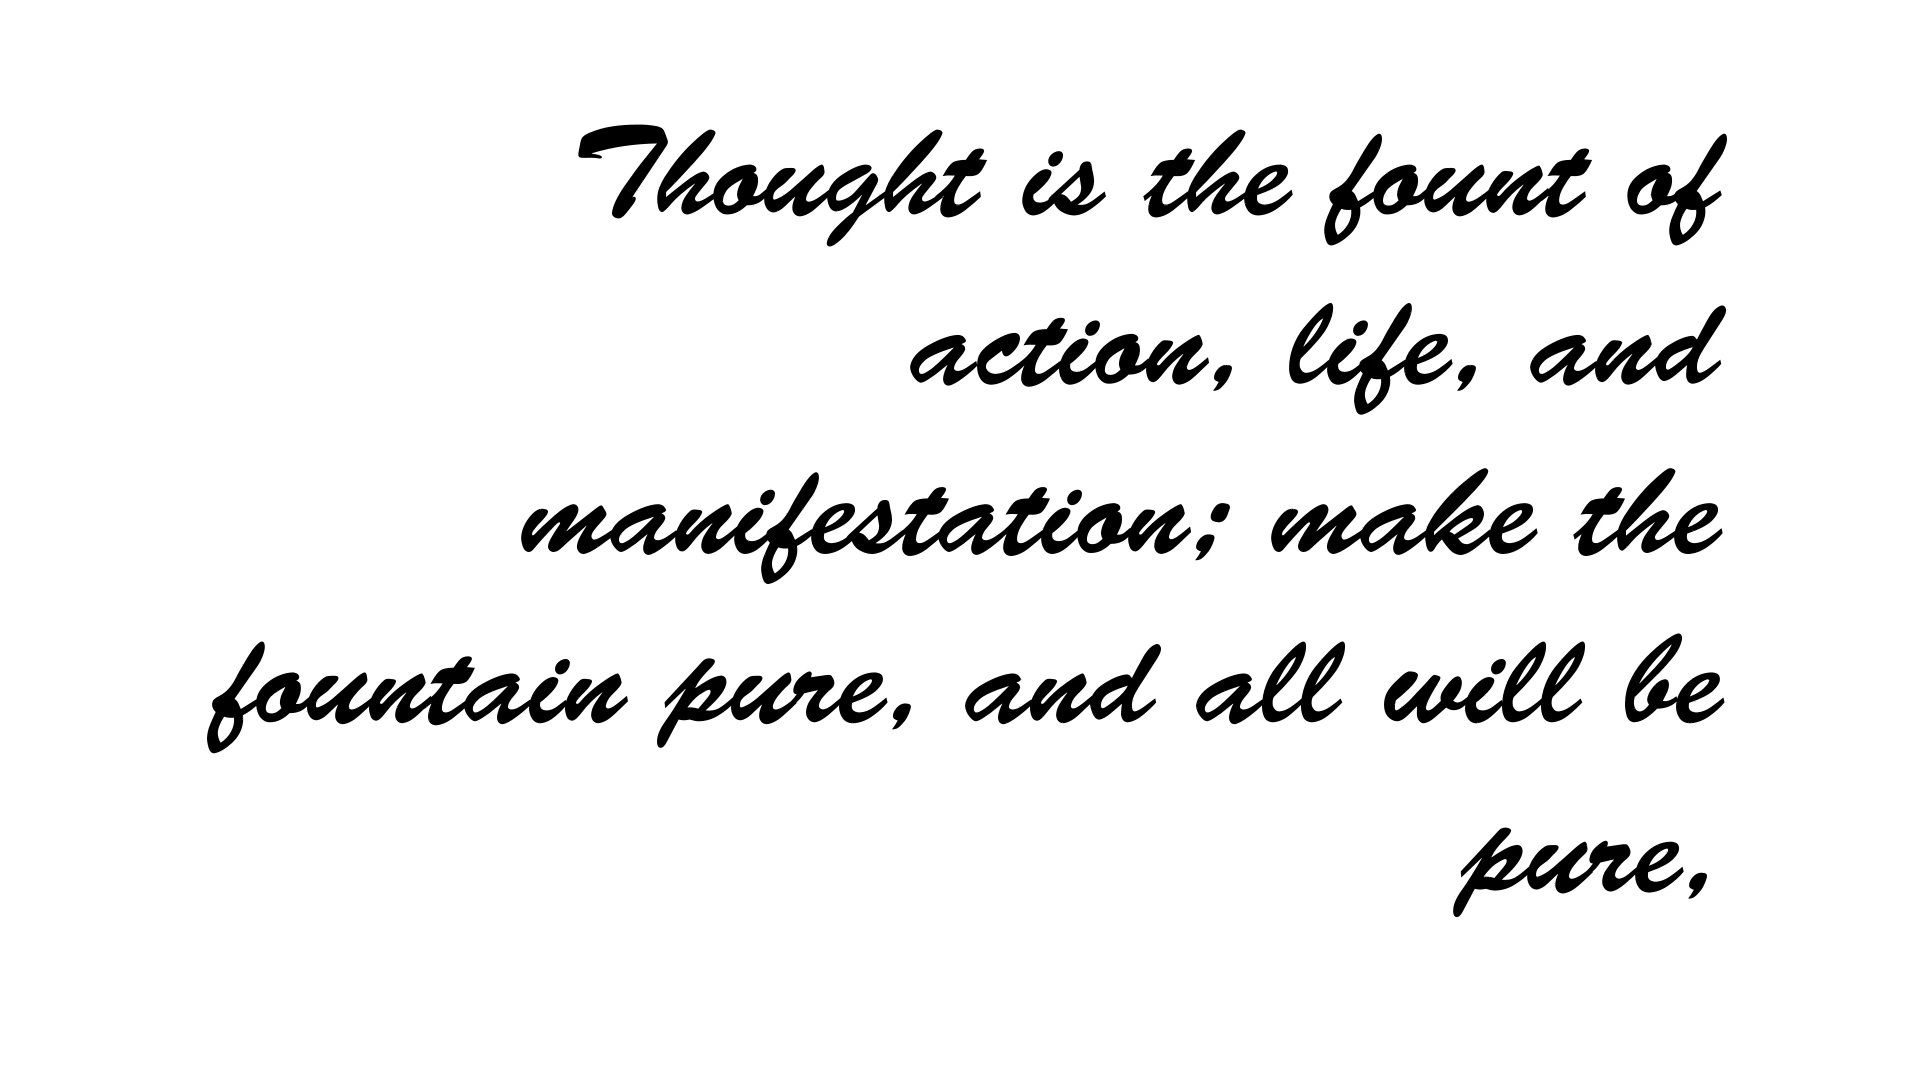 Thought is the fount of
action, life, and
manifestation; make the
fountain pure, and all will be
pure,